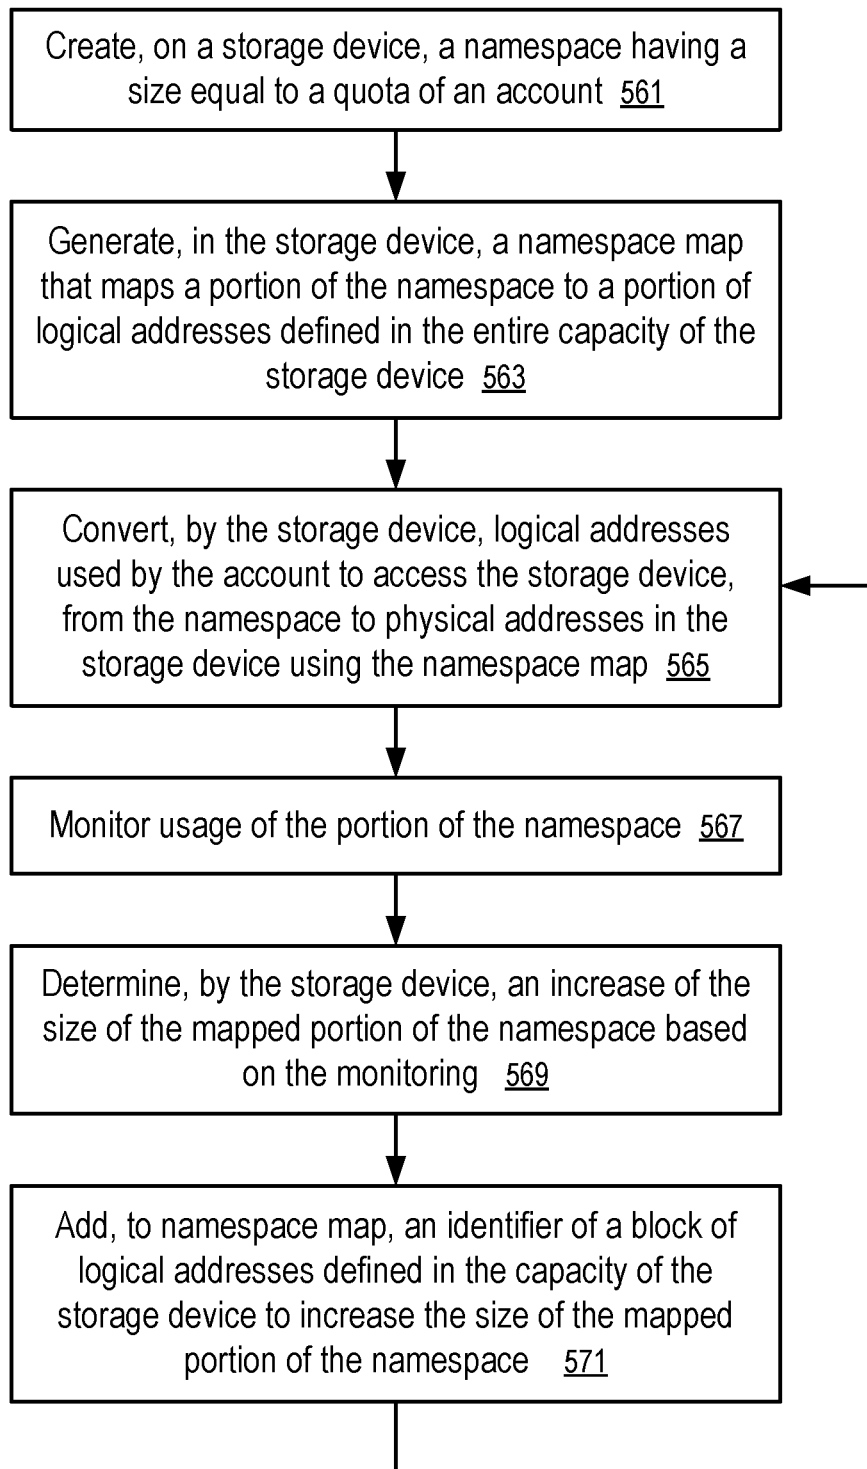 Create, on a storage device, a namespace having a
size equal to a quota of an account 561
Generate, in the storage device, a namespace map
that maps a portion of the namespace to a portion of
logical addresses defined in the entire capacity of the
storage device 563
Convert, by the storage device, logical addresses
used by the account to access the storage device,
from the namespace to physical addresses in the
storage device using the namespace map 565
Monitor usage of the portion of the namespace 567
Determine, by the storage device, an increase of the
size of the mapped portion of the namespace based
on the monitoring 569
Add, to namespace map, an identifier of a block of
logical addresses defined in the capacity of the
storage device to increase the size of the mapped
portion of the namespace 571